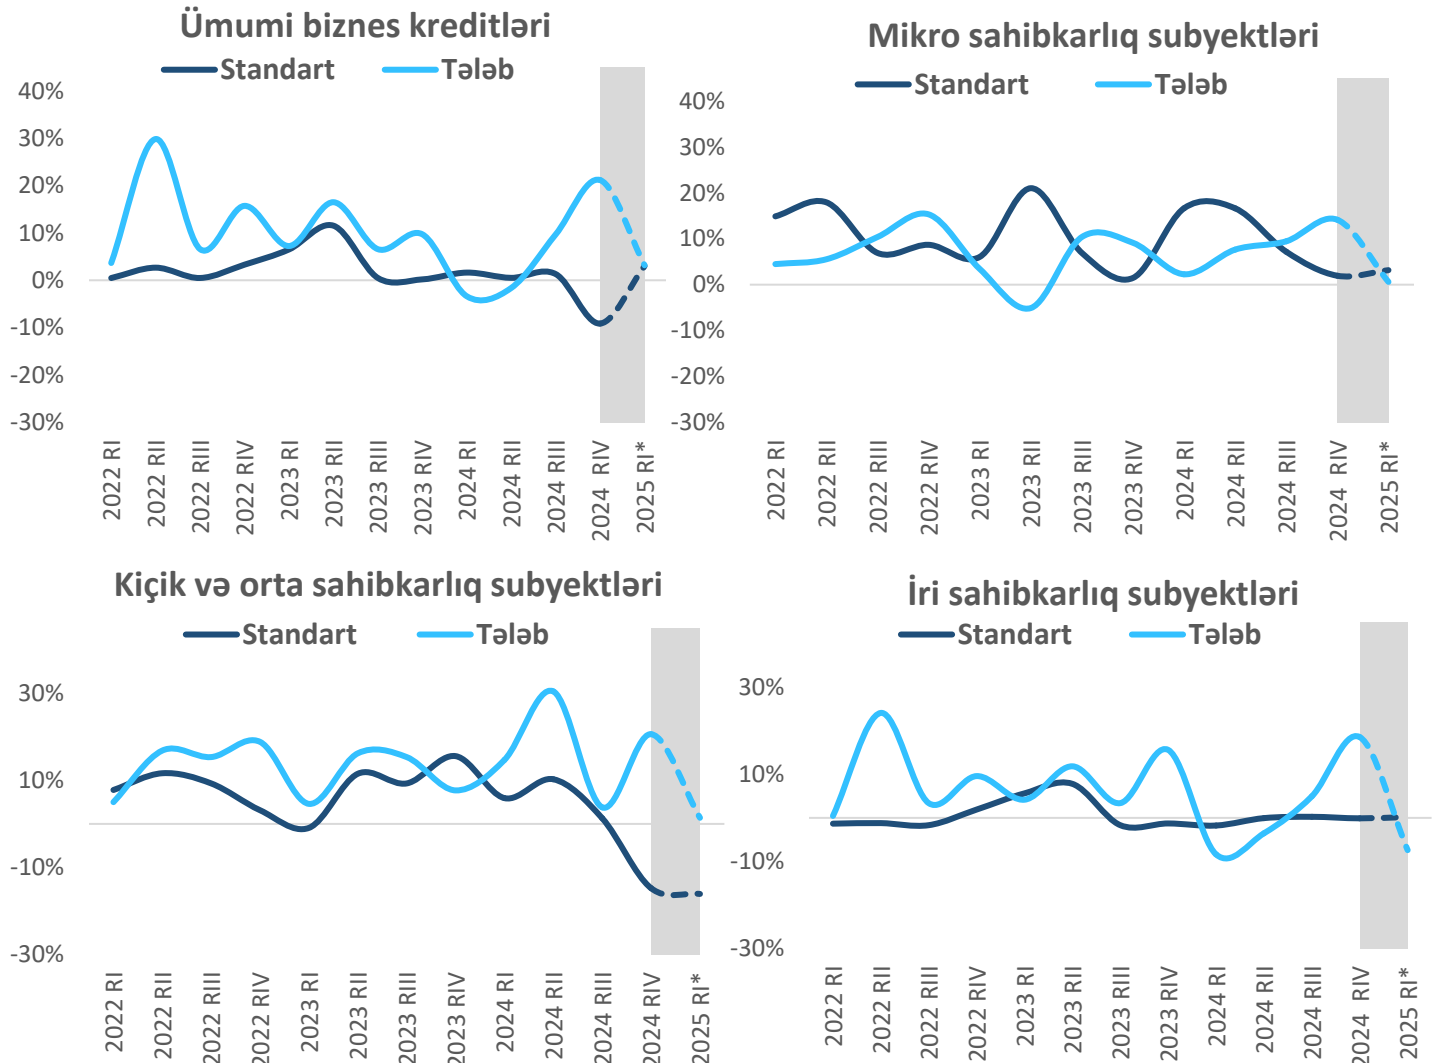 Ümumi biznes kreditləri
Standart Tələb
40%
30%
20%
10%
0%
-10%
-20%
-30%
2022 RI
2022 RII
2022 RIII
2022 RIV
2023 RI
2023 RII
2023 RIII
2023 RIV
2024 RI
2024 RII
2024 RIII
2024 RIV
2025 RI*
Mikro sahibkarlıq subyektləri
Standart Tələb
40%
30%
20%
10%
0%
-10%
-20%
-30%
2022 RI
2022 RII
2022 RIII
2022 RIV
2023 RI
2023 RII
2023 RIII
2023 RIV
2024 RI
2024 RII
2024 RIII
2024 RIV
2025 RI*
Kiçik və orta sahibkarlıq subyektləri
Standart Tələb
30%
10%
-10%
-30%
2022 RI
2022 RII
2022 RIII
2022 RIV
2023 RI
2023 RII
2023 RIII
2023 RIV
2024 RI
2024 RII
2024 RIII
2024 RIV
2025 RI*
İri sahibkarlıq subyektləri
Standart Tələb
30%
10%
-10%
-30%
2022 RI
2022 RII
2022 RIII
2022 RIV
2023 RI
2023 RII
2023 RIII
2023 RIV
2024 RI
2024 RII
2024 RIII
2024 RIV
2025 RI*